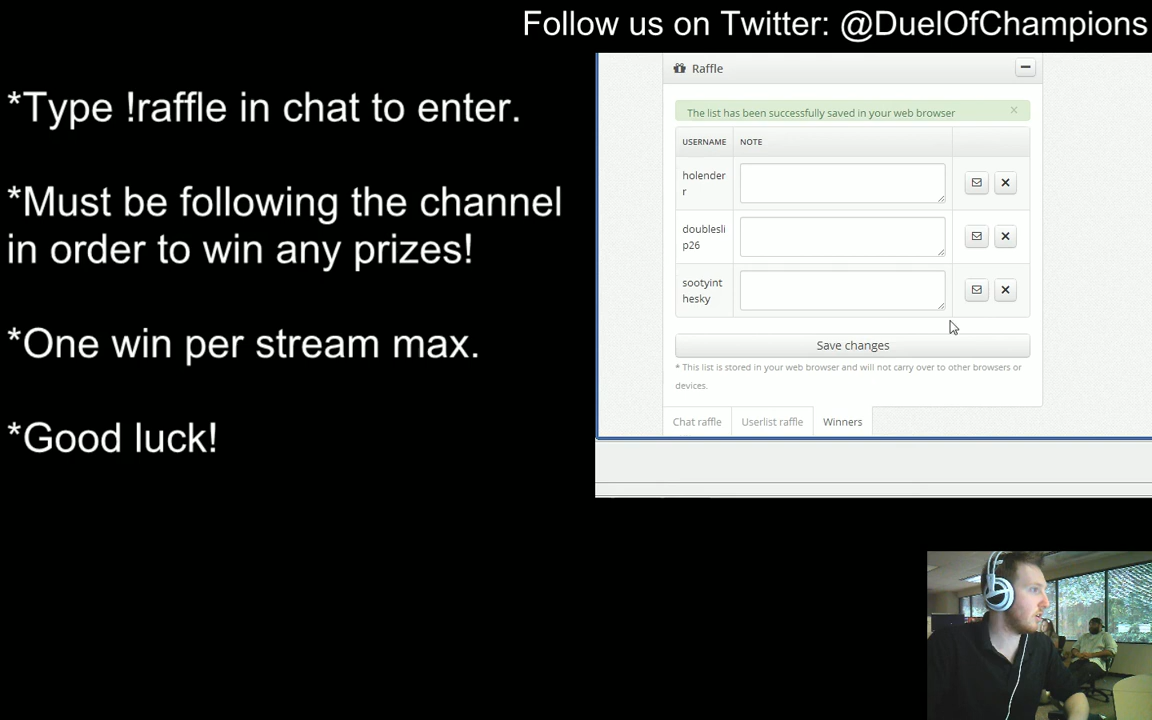 Follow us on Twitter: @DuelOfChampions
*Type !raffle in chat to enter.
*Must be following the channel
in order to win any prizes!
*One win per stream max.
*Good luck!
Raffle
The list has been successfully saved in your web browser
USERNAME NOTE
holender
r
doublesli
p26
sootyint
hesky
Save changes
* This list is stored in your web browser and will not carry over to other browsers or
devices.
Chat raffle Userlist raffle Winners